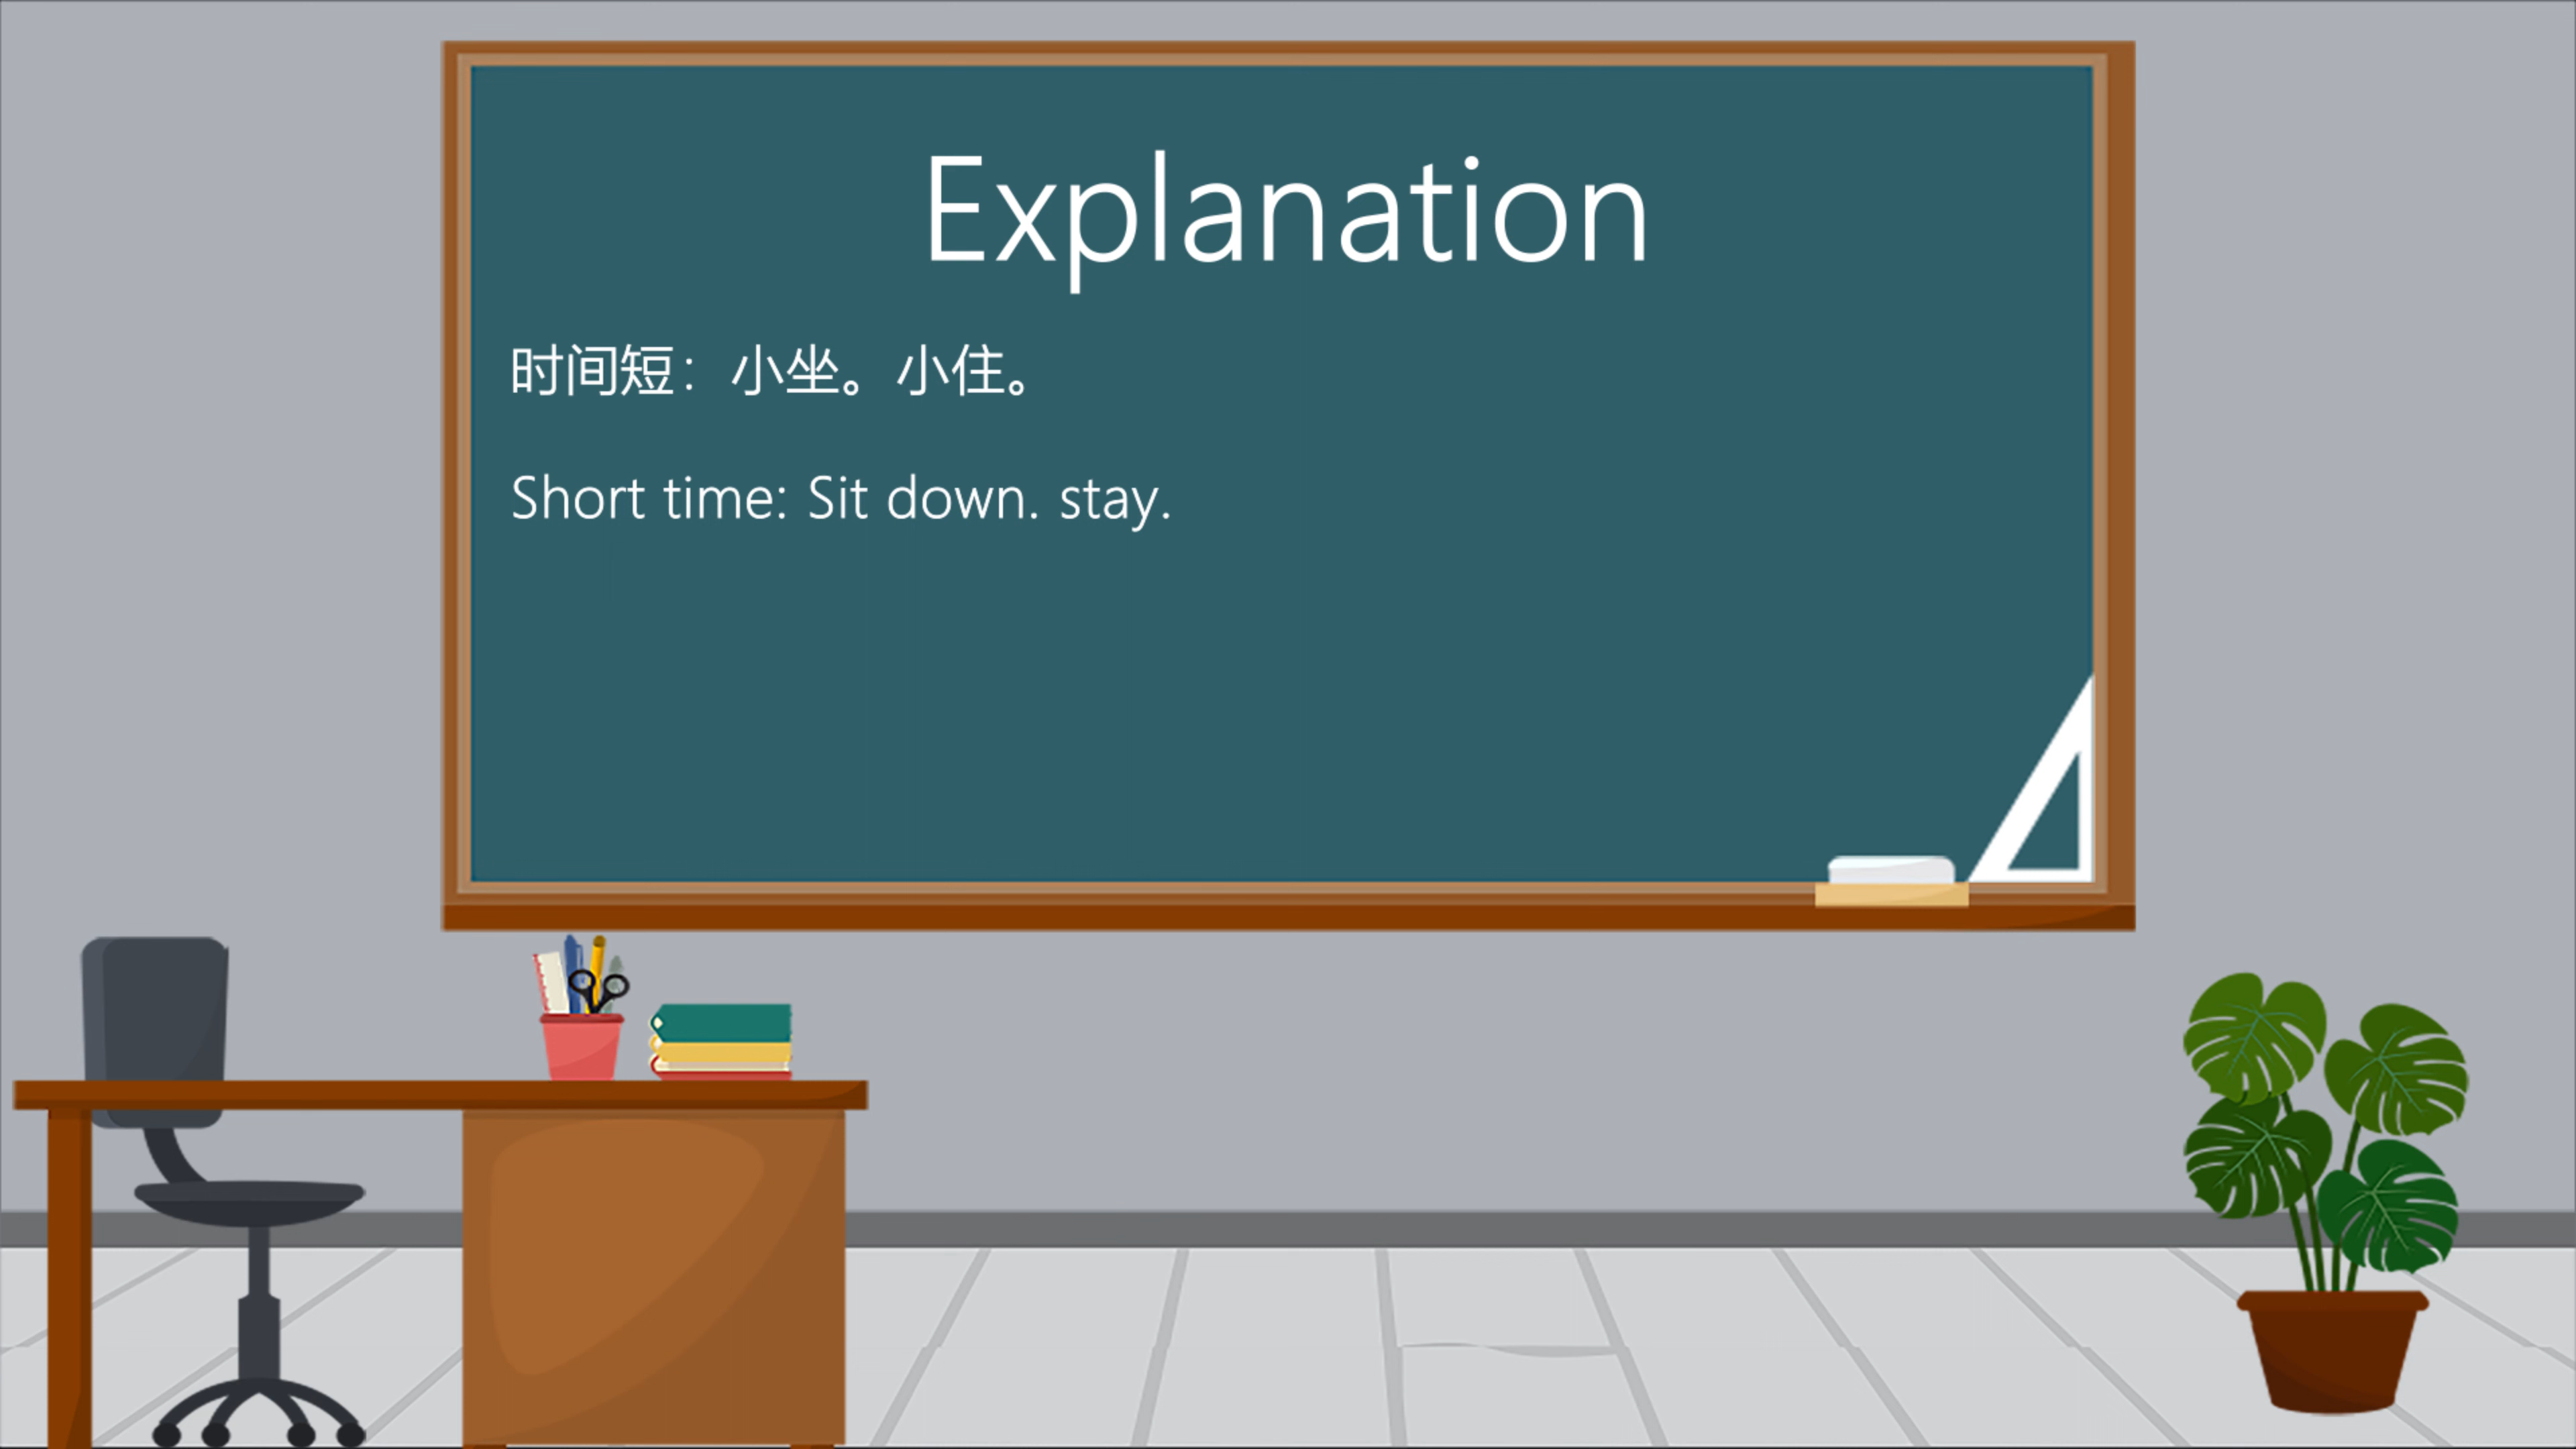 Explanation
时间短：小坐。小住。
Short time: Sit down. stay.